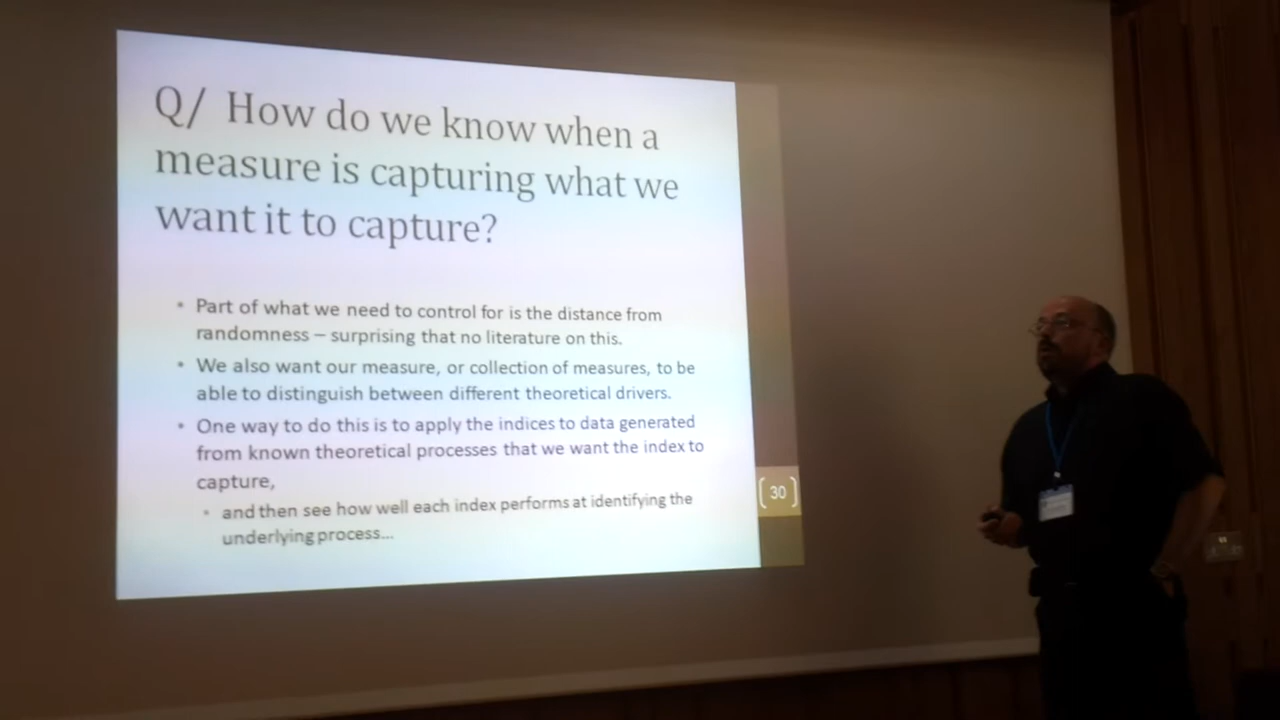 Q/ How do we know when a
measure is capturing what we
want it to capture?
• Part of what we need to control for is the distance from
randomness – surprising that no literature on this.
• We also want our measure, or collection of measures, to be
able to distinguish between different theoretical drivers.
• One way to do this is to apply the indices to data generated
from known theoretical processes that we want the index to
capture,
• and then see how well each index performs at identifying the
underlying process...
30